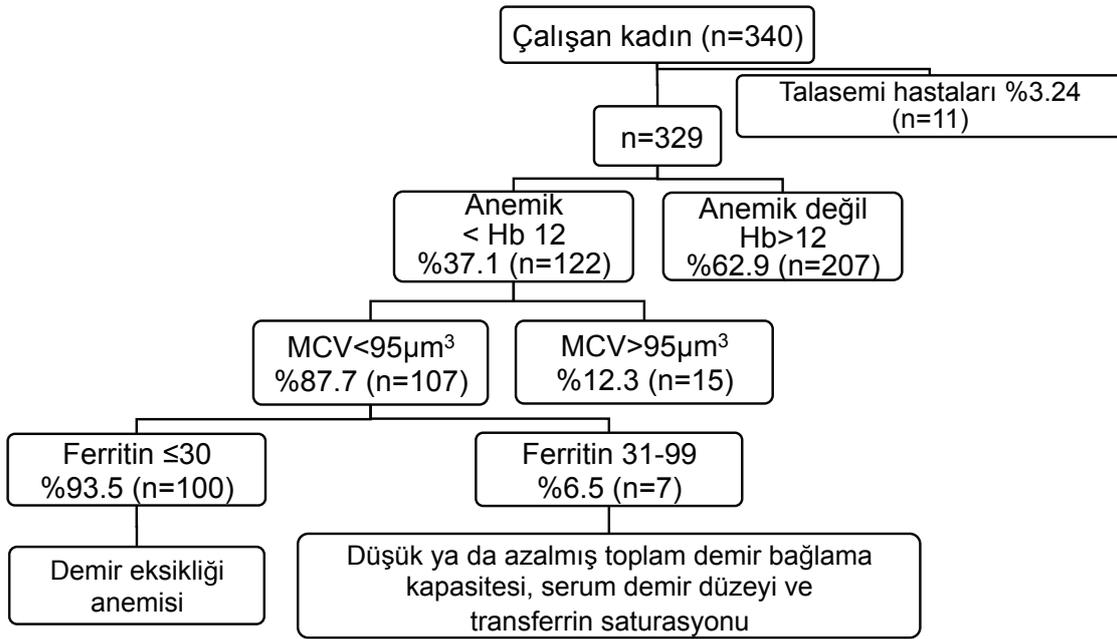 Çalışan kadın (n=340)
Talasemi hastaları %3.24
(n=11)
n=329
Anemik
< Hb 12
%37.1 (n=122)
Anemik değil
Hb>12
%62.9 (n=207)
MCV<95µm³
%87.7 (n=107)
MCV>95µm³
%12.3 (n=15)
Ferritin ≤30
%93.5 (n=100)
Ferritin 31-99
%6.5 (n=7)
Demir eksikliği
anemisi
Düşük ya da azalmış toplam demir bağlama
kapasitesi, serum demir düzeyi ve
transferrin saturasyonu